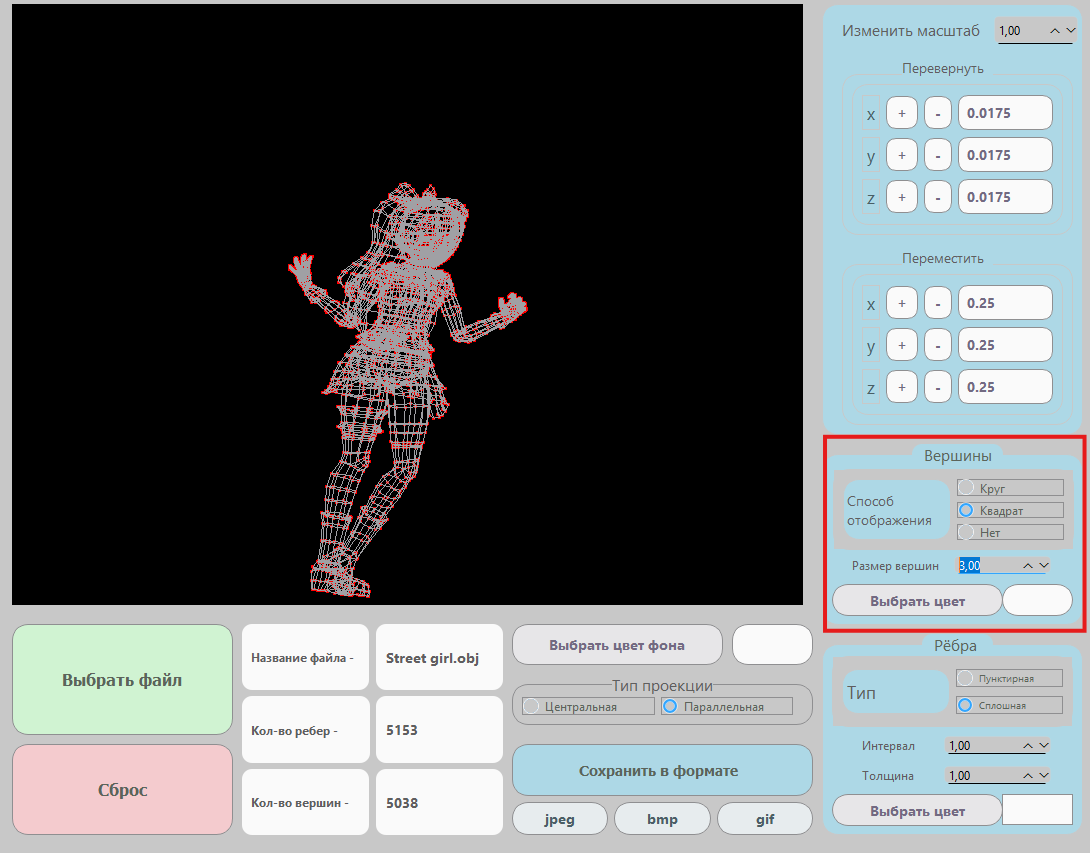 Изменить масштаб 1,00
Перевернуть
x + - 0.0175
y + - 0.0175
z + - 0.0175
Переместить
x + - 0.25
y + - 0.25
z + - 0.25
Вершины
Способ
отображения
Круг
Квадрат
Нет
Размер вершин 3,00
Выбрать цвет
Рёбра
Тип
Пунктирная
Сплошная
Интервал 1,00
Толщина 1,00
Выбрать цвет
Выбрать файл
Сброс
Название файла - Street girl.obj
Кол-во ребер - 5153
Кол-во вершин - 5038
Выбрать цвет фона
Тип проекции
Центральная Параллельная
Сохранить в формате
jpeg bmp gif